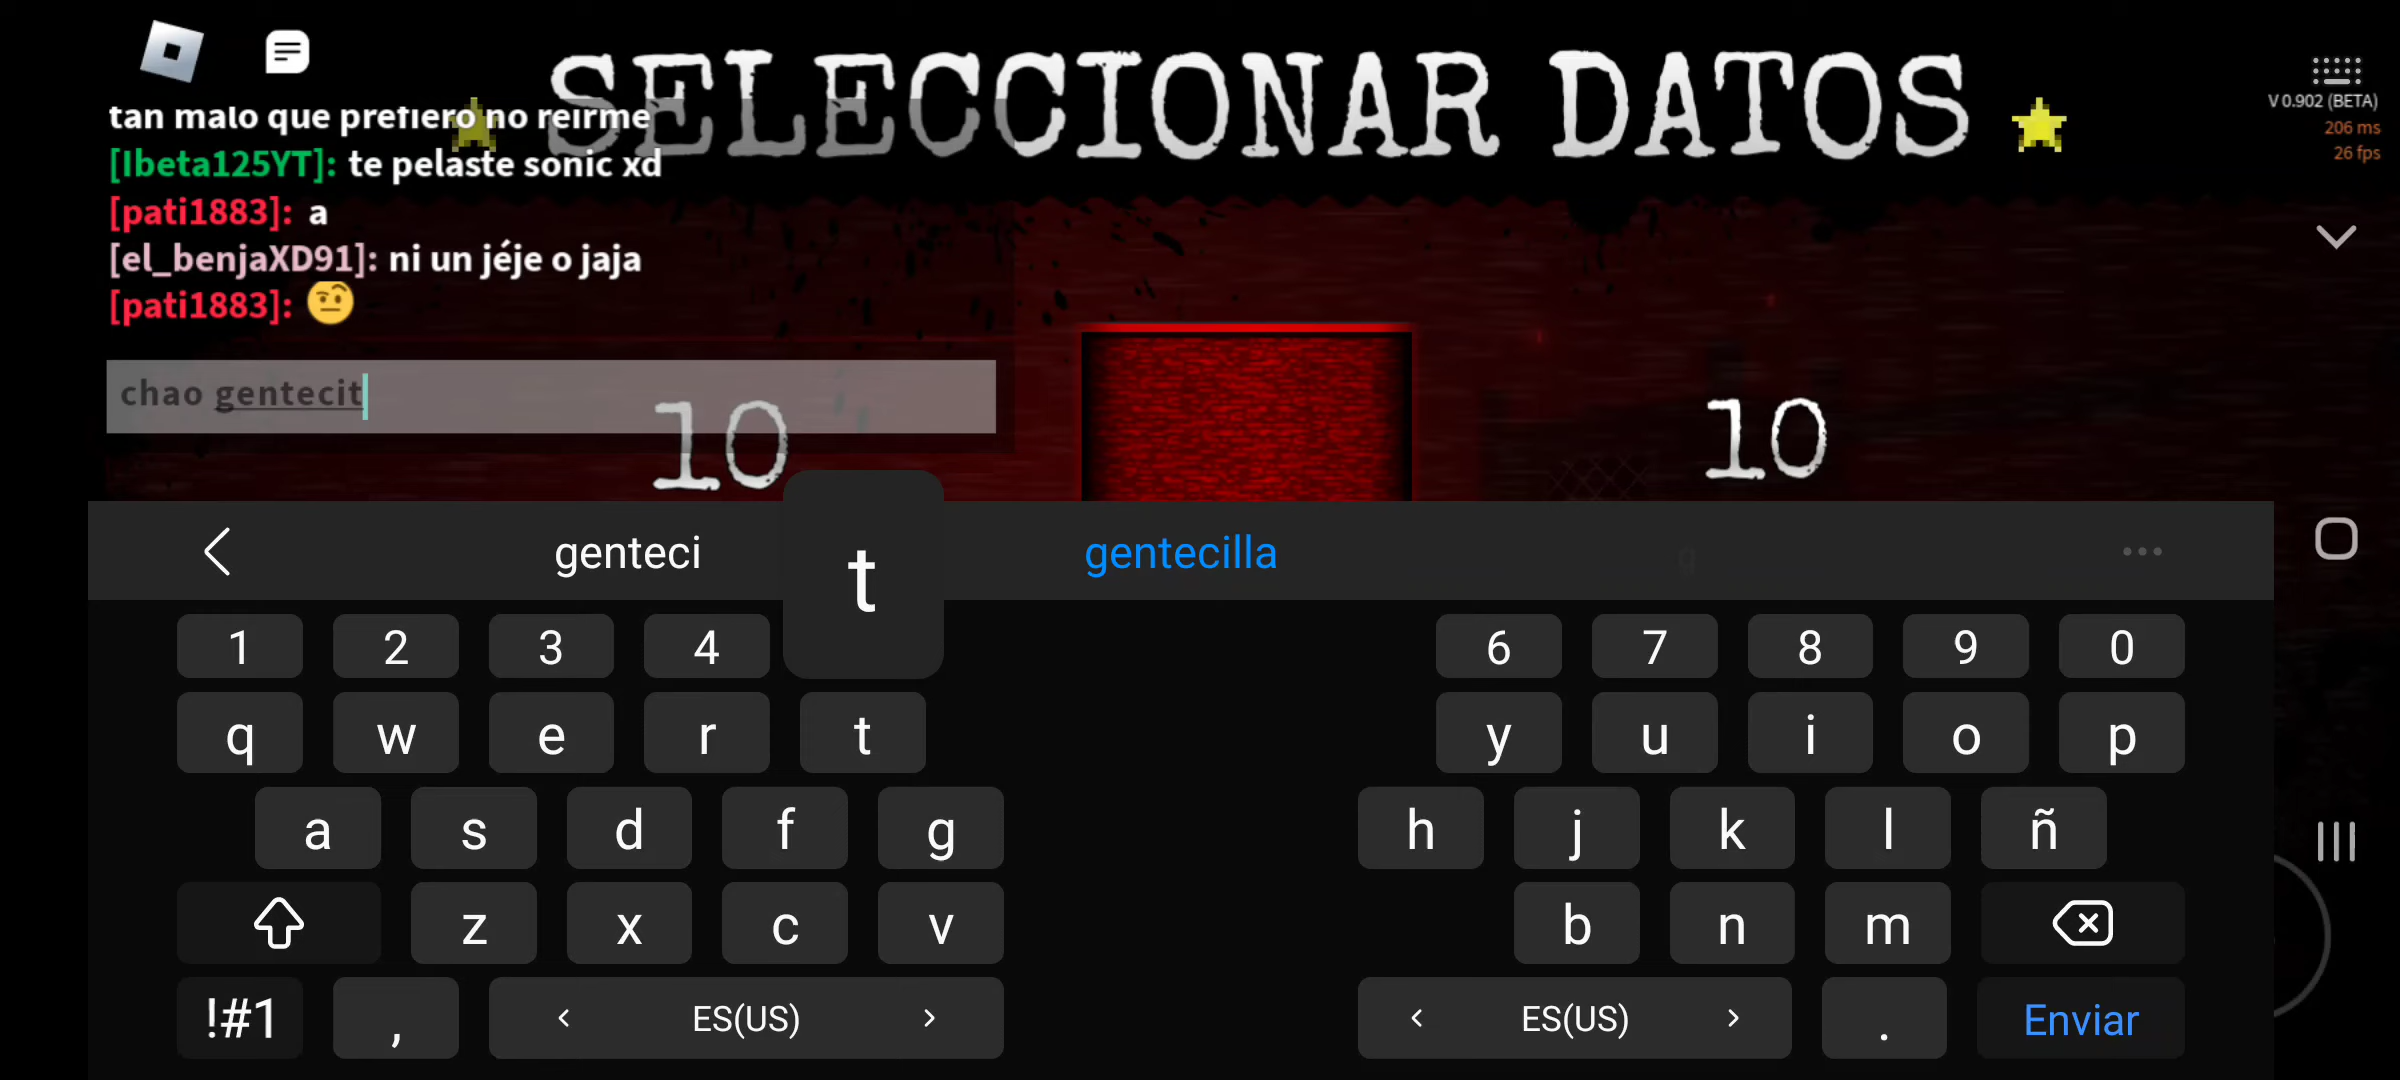 SELECCIONAR DATOS
V 0.902 (BETA)
206 ms
26 fps
tan malo que prefiero no reirme
[Ibeta125YT]: te pelaste sonic xd
[pati1883]: a
[el_benjaXD91]: ni un jéje o jaja
[pati1883]: 🤨
chao gentecit
10
10
genteci
t
gentecilla
1 2 3 4 6 7 8 9 0
q w e r t y u i o p
a s d f g h j k l ñ
z x c v b n m
!#1 , < ES(US) > < ES(US) > . Enviar